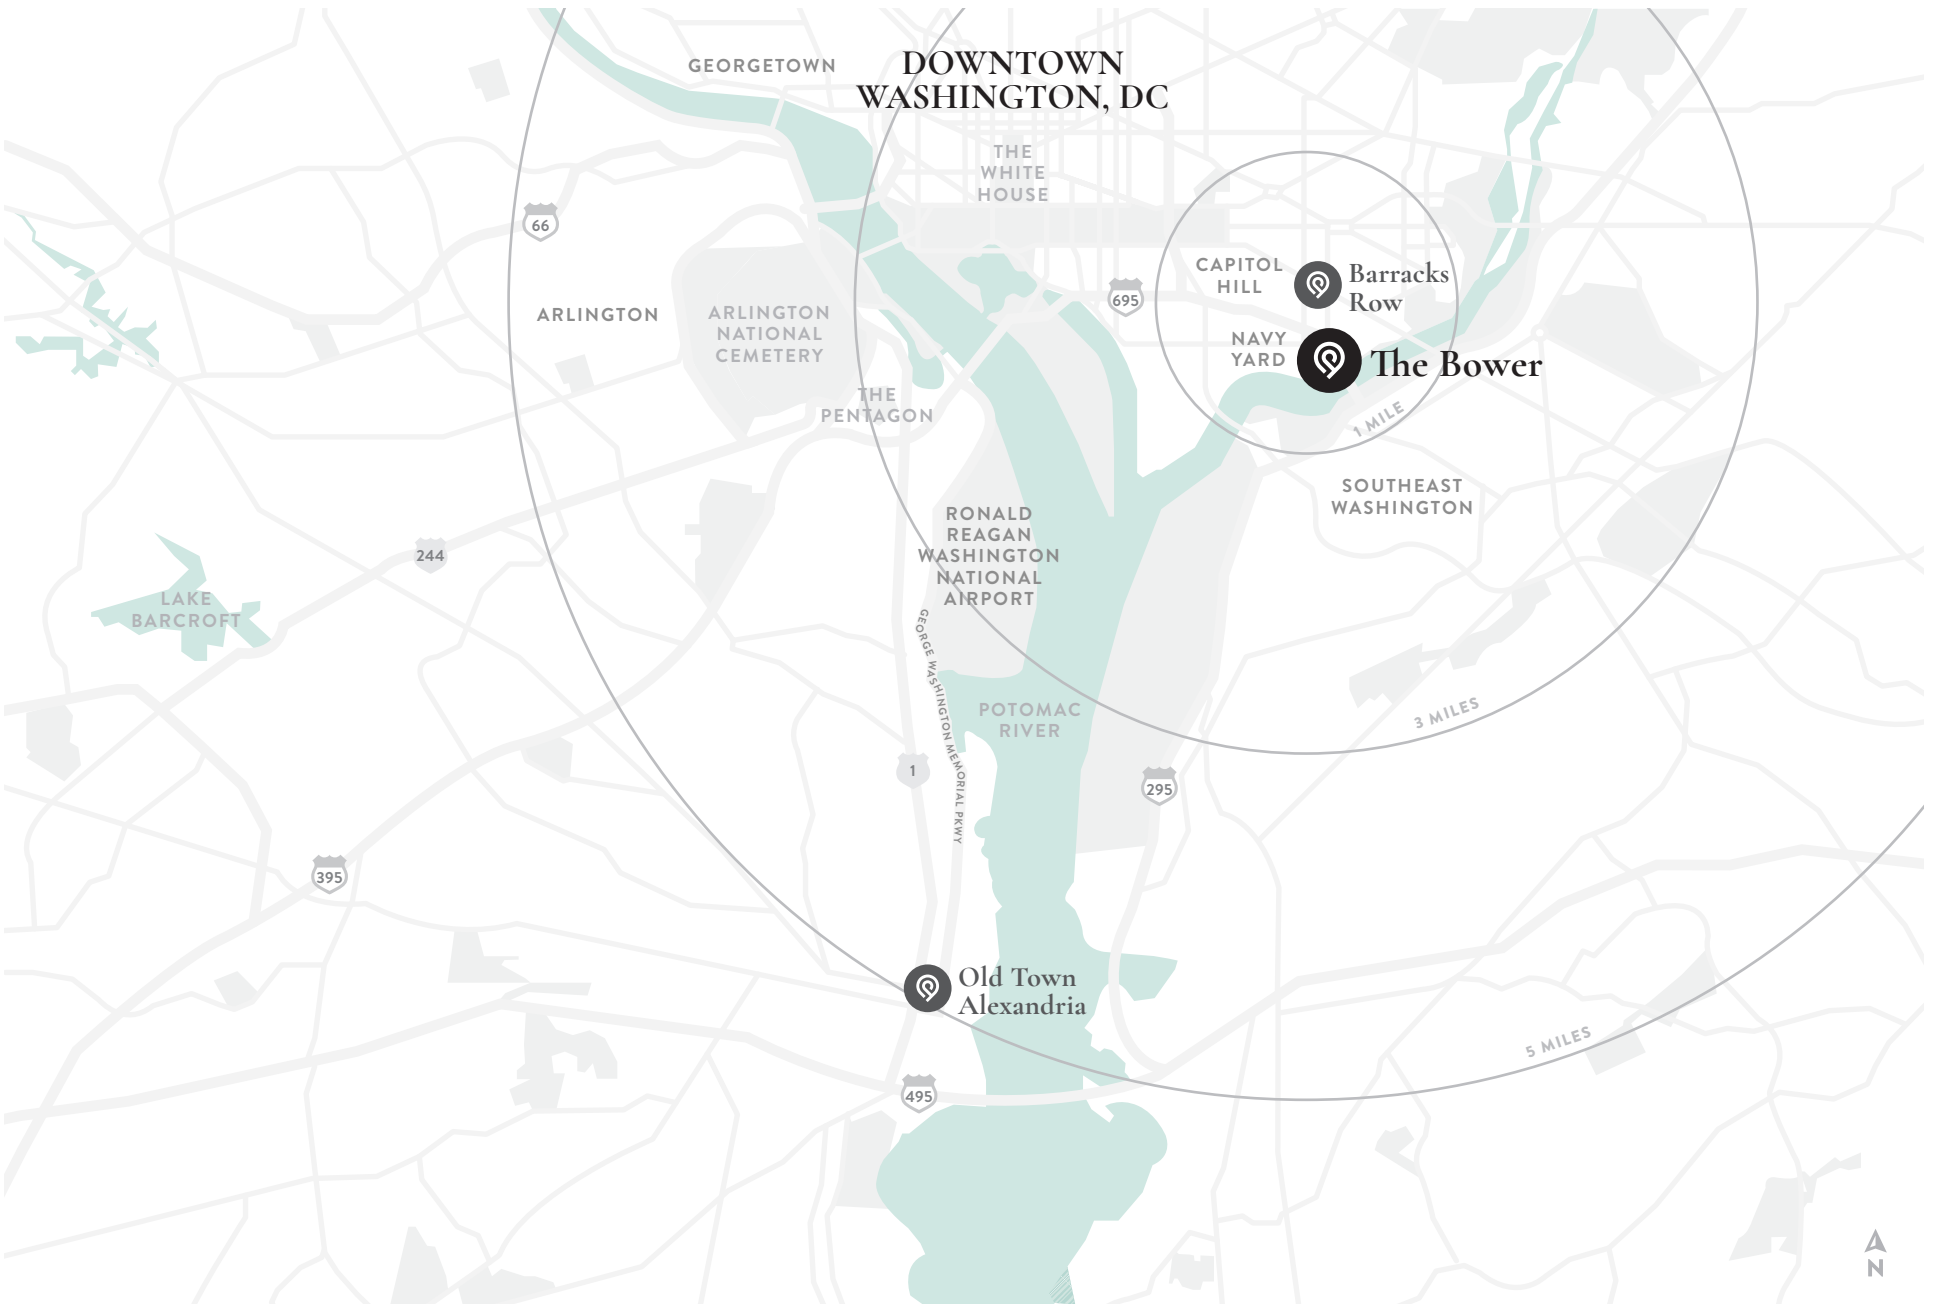 GEORGETOWN
DOWNTOWN
WASHINGTON, DC
THE
WHITE
HOUSE
66
ARLINGTON
ARLINGTON
NATIONAL
CEMETERY
695
CAPITOL
HILL
Barracks
Row
NAVY
YARD
The Bower
THE
PENTAGON
1 MILE
SOUTHEAST
WASHINGTON
RONALD
REAGAN
WASHINGTON
NATIONAL
AIRPORT
244
LAKE
BARCROFT
GEORGE WASHINGTON MEMORIAL PKWY
POTOMAC
RIVER
3 MILES
1
295
395
Old Town
Alexandria
5 MILES
495
N